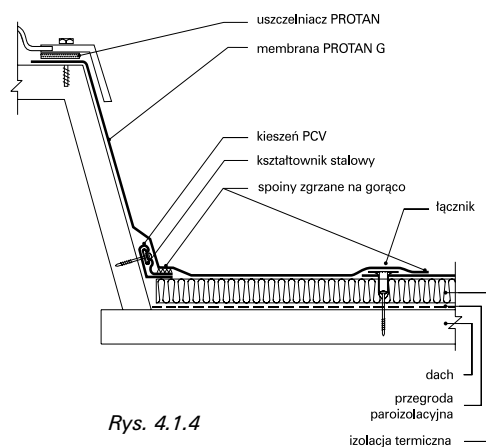 uszczelniacz PROTAN
membrana PROTAN G
kieszeń PCV
kształtownik stalowy
spoiny zgrzane na gorąco
łącznik
dach
przegroda
paroizolacyjna
izolacja termiczna
Rys. 4.1.4